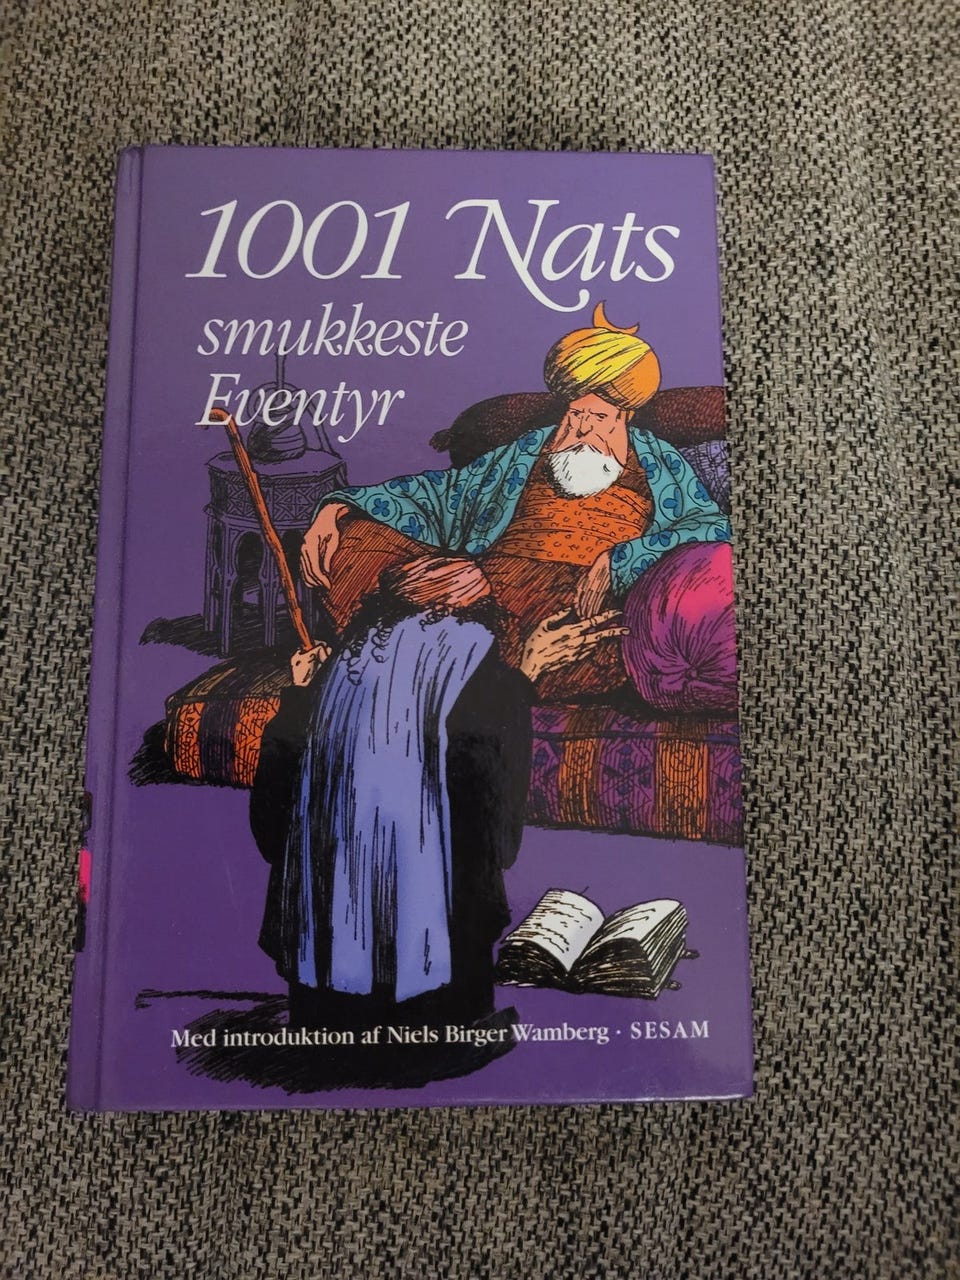 1001 Nats
smukkeste
Eventyr
Med introduktion af Niels Birger Wamberg · SESAM